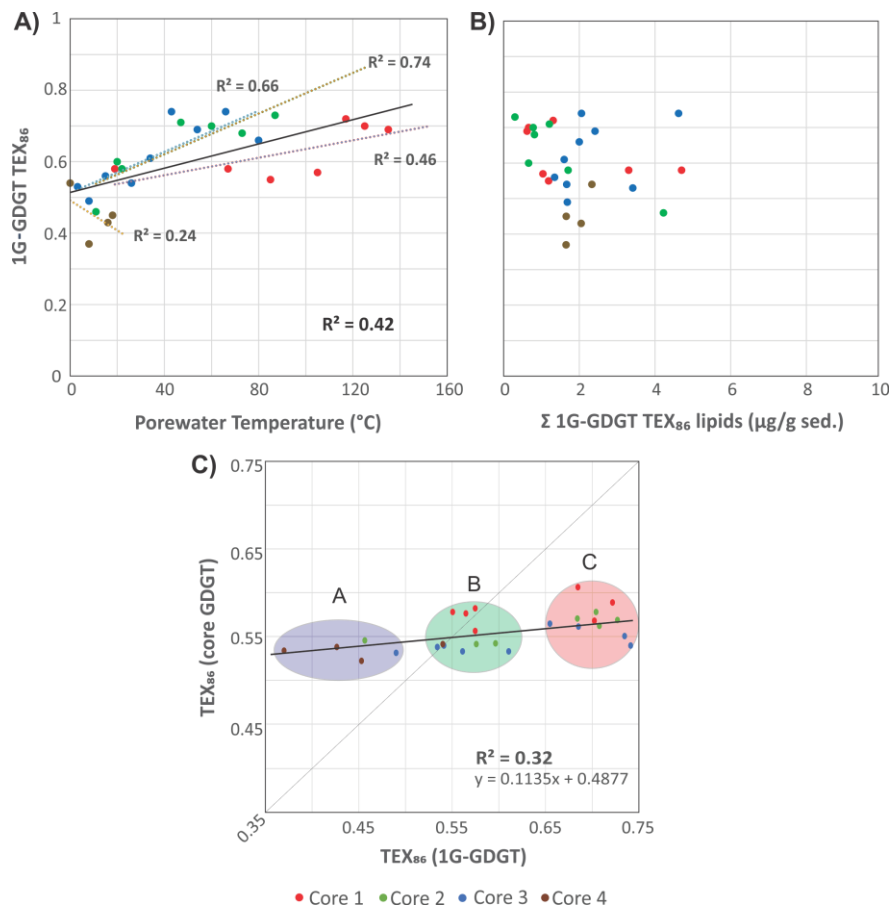 A)
1
0.8
0.6
0.4
0.2
0
1G-GDGT TEX₈₆
R² = 0.74
R² = 0.66
R² = 0.46
R² = 0.24
R² = 0.42
0 40 80 120 160
Porewater Temperature (°C)
B)
0 2 4 6 8 10
Σ 1G-GDGT TEX₈₆ lipids (µg/g sed.)
C)
0.75
0.65
0.55
0.45
0.35
TEX₈₆ (core GDGT)
A
B
C
R² = 0.32
y = 0.1135x + 0.4877
0.45 0.55 0.65 0.75
TEX₈₆ (1G-GDGT)
Core 1 Core 2 Core 3 Core 4